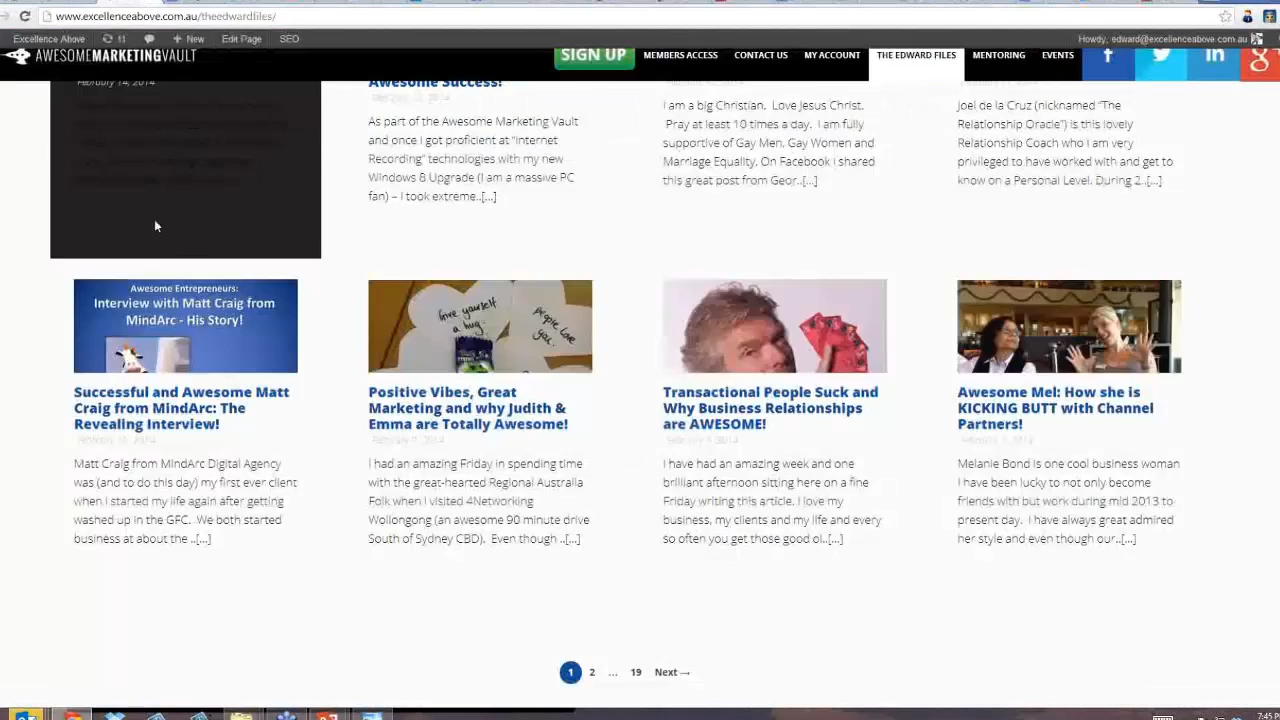 www.excellenceabove.com.au/theedwardfiles/
Excellence Above
11
New
Edit Page
SEO
Howdy, edward@excellenceabove.com.au
AWESOMEMARKETINGVAULT
SIGN UP
MEMBERS ACCESS
CONTACT US
MY ACCOUNT
THE EDWARD FILES
MENTORING
EVENTS
February 14, 2014
Awesome Success!
As part of the Awesome Marketing Vault
and once I got proficient at "Internet
Recording" technologies with my new
Windows 8 Upgrade (I am a massive PC
fan) – I took extreme..[...]
I am a big Christian. Love Jesus Christ.
Pray at least 10 times a day. I am fully
supportive of Gay Men, Gay Women and
Marriage Equality. On Facebook I shared
this great post from Geor..[...]
Joel de la Cruz (nicknamed "The
Relationship Oracle") is this lovely
Relationship Coach who I am very
privileged to have worked with and get to
know on a Personal Level. During 2..[...]
Awesome Entrepreneurs:
Interview with Matt Craig from
MindArc - His Story!
Successful and Awesome Matt
Craig from MindArc: The
Revealing Interview!
Matt Craig from MindArc Digital Agency
was (and to do this day) my first ever client
when I started my life again after getting
washed up in the GFC. We both started
business at about the ..[...]
Give yourself
a hug.
people love
you.
Positive Vibes, Great
Marketing and why Judith &
Emma are Totally Awesome!
I had an amazing Friday in spending time
with the great-hearted Regional Australia
Folk when I visited 4Networking
Wollongong (an awesome 90 minute drive
South of Sydney CBD). Even though ..[...]
Transactional People Suck and
Why Business Relationships
are AWESOME!
I have had an amazing week and one
brilliant afternoon sitting here on a fine
Friday writing this article. I love my
business, my clients and my life and every
so often you get those good ol..[...]
Awesome Mel: How she is
KICKING BUTT with Channel
Partners!
Melanie Bond is one cool business woman
I have been lucky to not only become
friends with but work during mid 2013 to
present day. I have always great admired
her style and even though our..[...]
1 2 ... 19 Next →
7:45 P